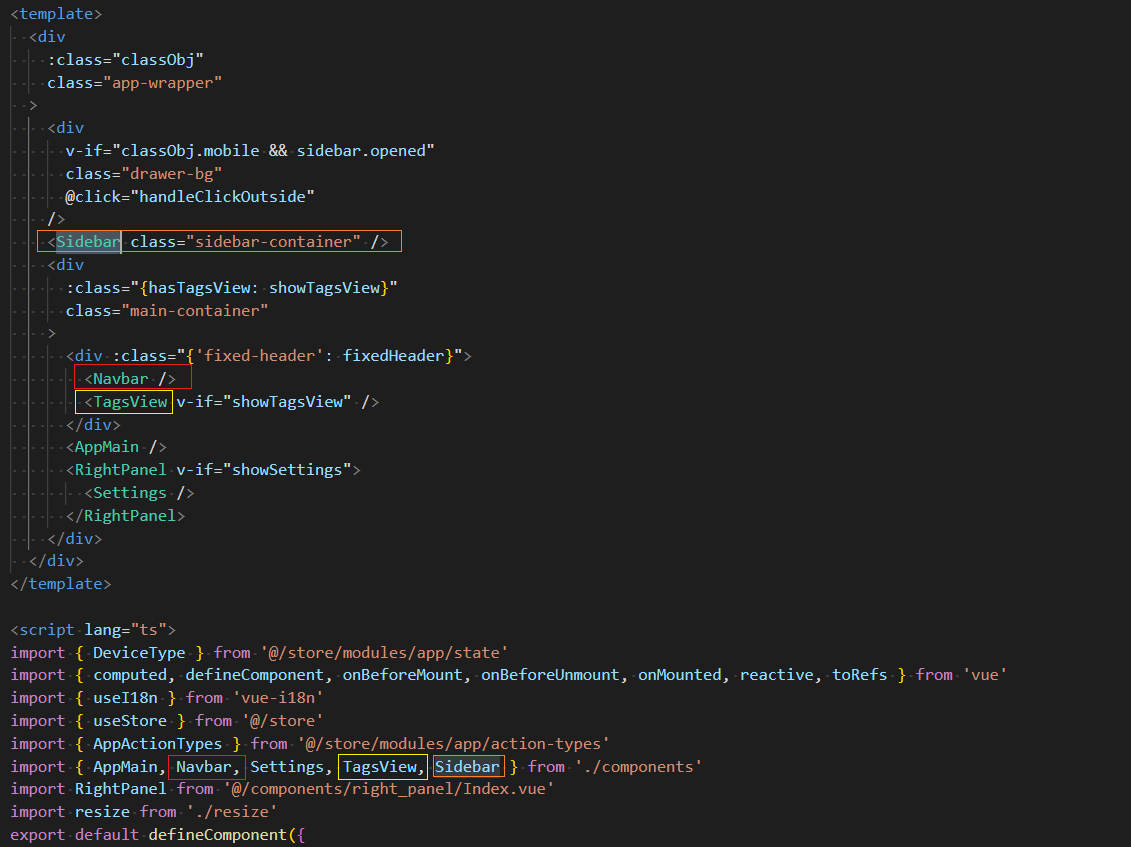 <template>
  <div
    :class="classObj"
    class="app-wrapper"
  >
    <div
      v-if="classObj.mobile && sidebar.opened"
      class="drawer-bg"
      @click="handleClickOutside"
    />
    <Sidebar class="sidebar-container" />
    <div
      :class="{hasTagsView: showTagsView}"
      class="main-container"
    >
      <div :class="{'fixed-header': fixedHeader}">
        <Navbar />
        <TagsView v-if="showTagsView" />
      </div>
      <AppMain />
      <RightPanel v-if="showSettings">
        <Settings />
      </RightPanel>
    </div>
  </div>
</template>

<script lang="ts">
import { DeviceType } from '@/store/modules/app/state'
import { computed, defineComponent, onBeforeMount, onBeforeUnmount, onMounted, reactive, toRefs } from 'vue'
import { useI18n } from 'vue-i18n'
import { useStore } from '@/store'
import { AppActionTypes } from '@/store/modules/app/action-types'
import { AppMain, Navbar, Settings, TagsView, Sidebar } from './components'
import RightPanel from '@/components/right_panel/Index.vue'
import resize from './resize'
export default defineComponent({